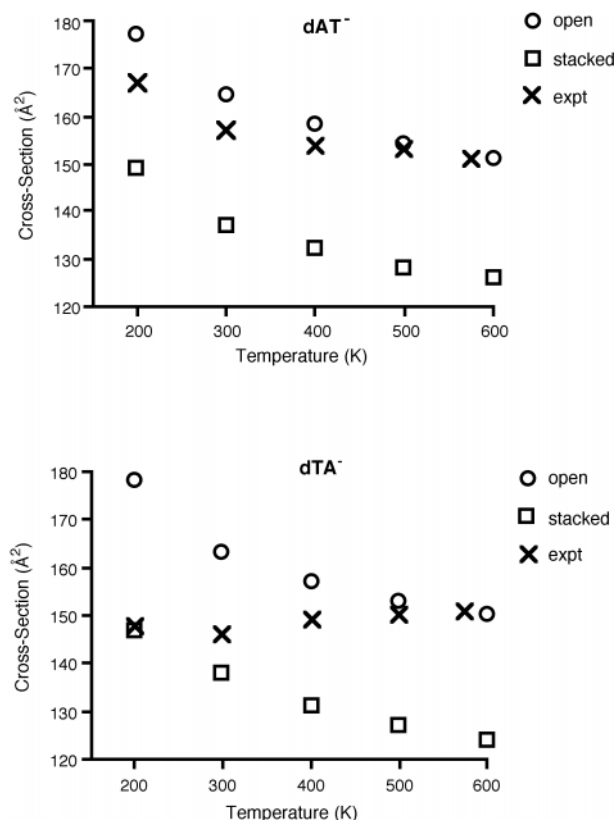 dAT⁻
open
stacked
expt
180
170
160
150
140
130
120
Cross-Section (Å²)
200 300 400 500 600
Temperature (K)
dTA⁻
open
stacked
expt
180
170
160
150
140
130
120
Cross-Section (Å²)
200 300 400 500 600
Temperature (K)